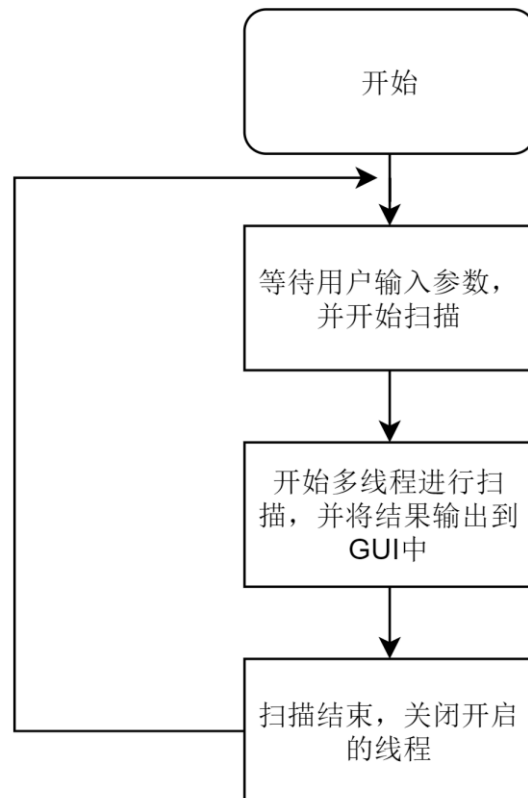 开始
等待用户输入参数，
并开始扫描
开始多线程进行扫
描，并将结果输出到
GUI中
扫描结束，关闭开启
的线程